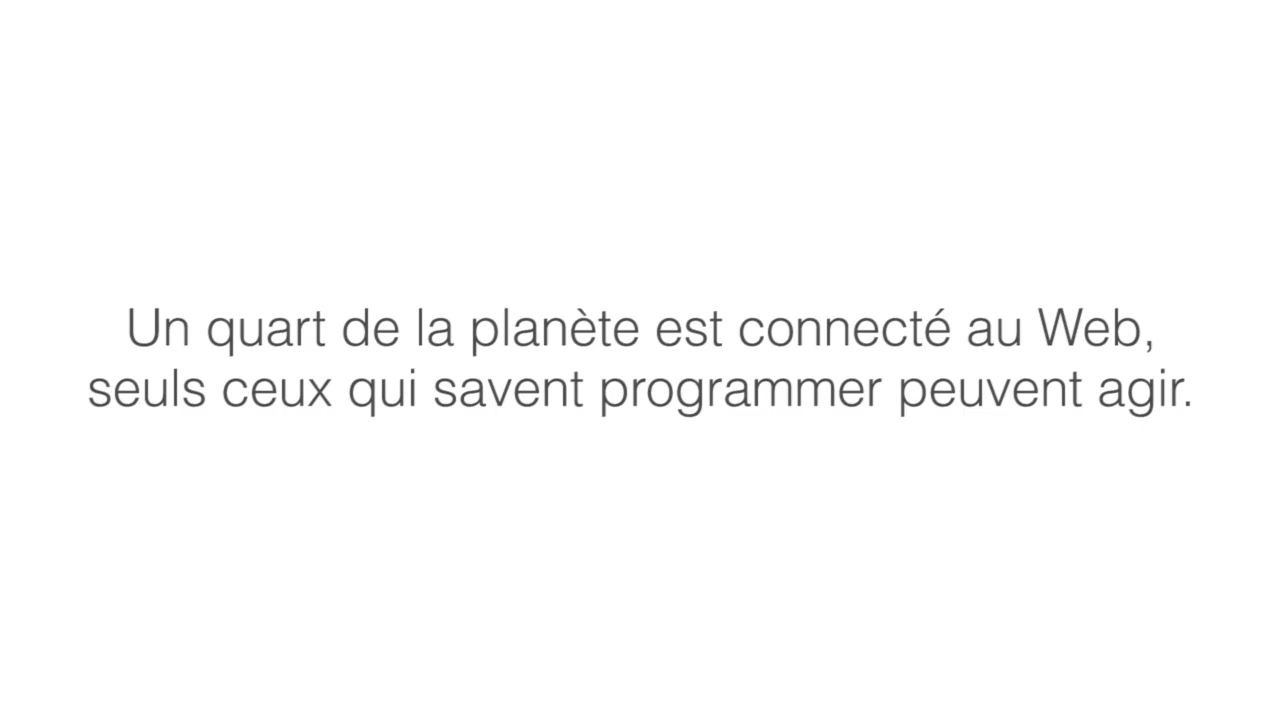 Un quart de la planète est connecté au Web,
seuls ceux qui savent programmer peuvent agir.